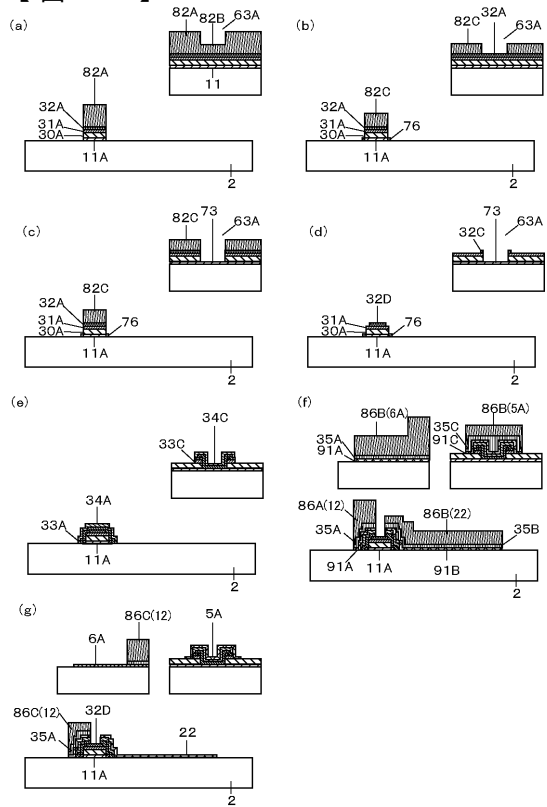 (a)
82A 82B 63A
11
82A
32A
31A
30A
11A
2
(b)
82C 32A 63A
82C
32A
31A
30A
76
11A
2
(c)
82C 73 63A
82C
32A
31A
30A
76
11A
2
(d)
73 63A
32C
32D
31A
30A
76
11A
2
(e)
34C
33C
34A
33A
11A
2
(f)
86B(6A)
35A
91A
86B(5A)
35C
91C
86A(12)
86B(22)
35A
35B
91A 11A 91B
2
(g)
86C(12)
6A
5A
86C(12) 32D
35A
22
11A
2